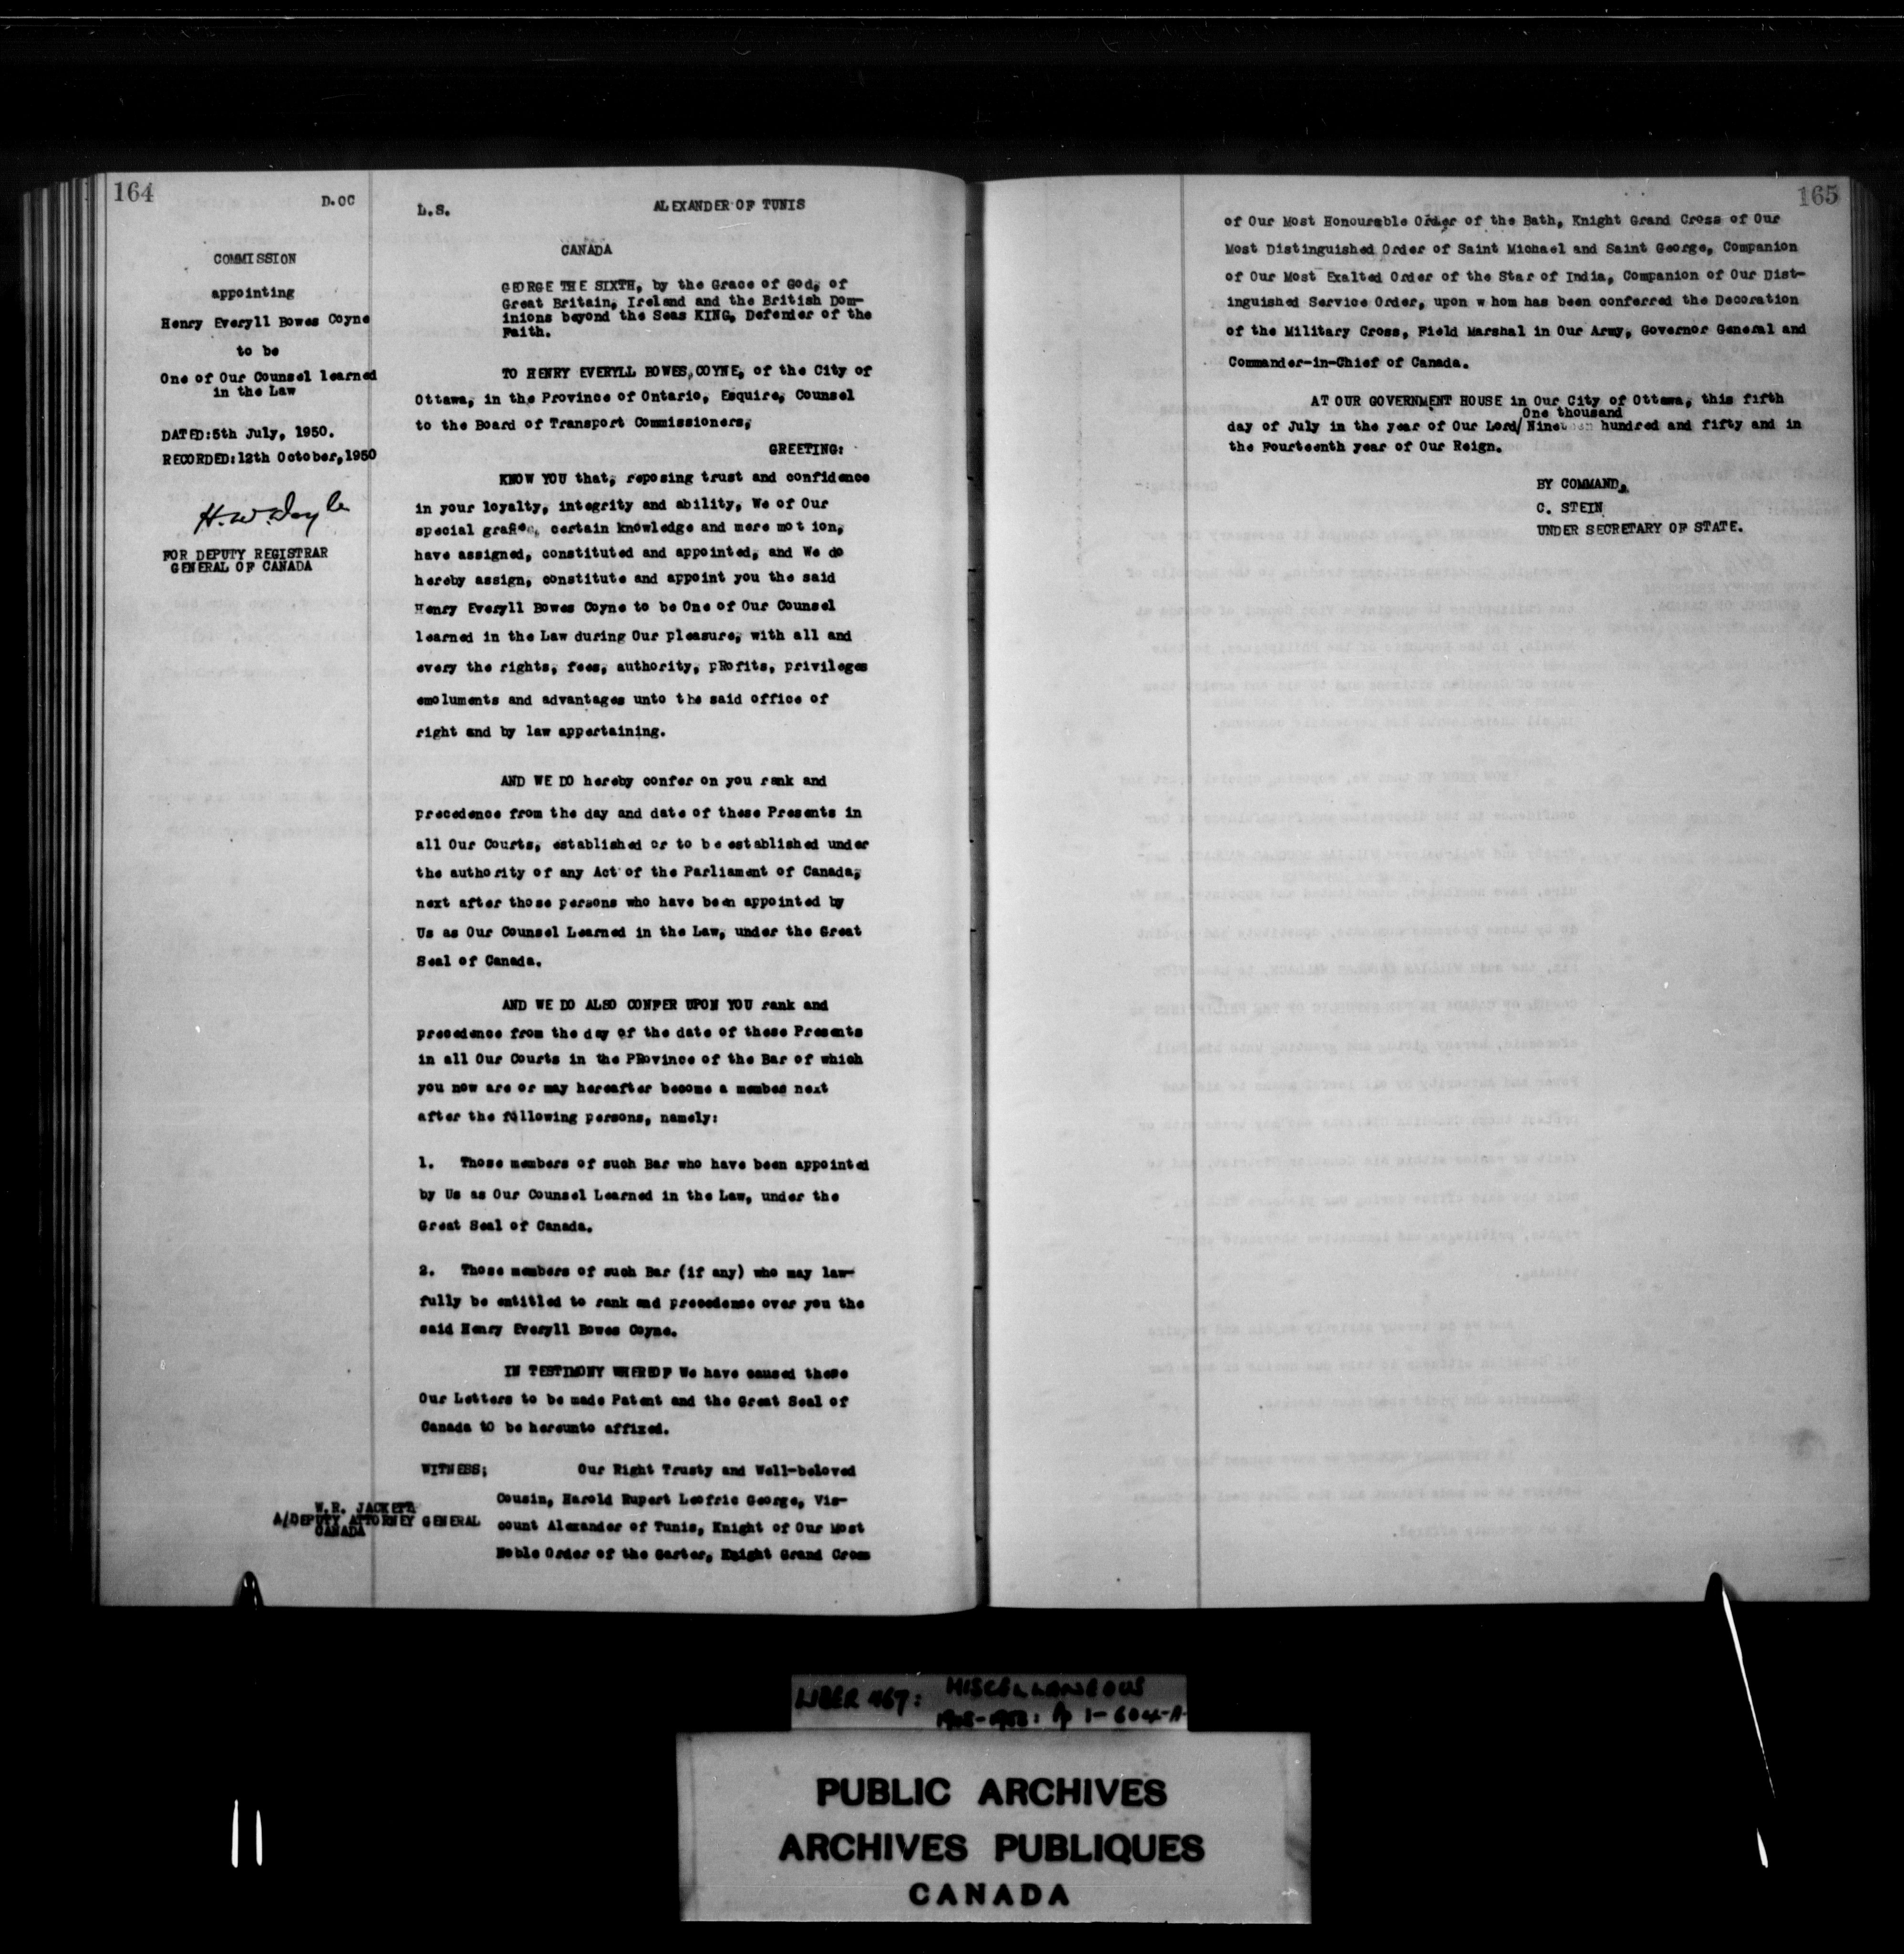 164
D.OC
COMMISSION
appointing
Henry Everyll Bowes Coyne
to be
One of Our Counsel learned
in the Law
DATED:5th July, 1950.
RECORDED:12th October,1950
H.W.Doyle
FOR DEPUTY REGISTRAR
GENERAL OF CANADA
L.S.
ALEXANDER OF TUNIS
CANADA
GEORGE THE SIXTH, by the Grace of God, of
Great Britain, Ireland and the British Dom-
inions beyond the Seas KING, Defender of the
Faith.
TO HENRY EVERYLL BOWES COYNE, of the City of
Ottawa, in the Province of Ontario, Esquire, Counsel
to the Board of Transport Commissioners,
GREETING:
KNOW YOU that, reposing trust and confidence
in your loyalty, integrity and ability, We of Our
special certain knowledge and mere mot ion,
have assigned, constituted and appointed, and We do
hereby assign, constitute and appoint you the said
Henry Everyll Bowes Coyne to be One of Our Counsel
learned in the Law during Our pleasure, with all and
every the rights, fees, authority, pRofits, privileges
emoluments and advantages unto the said office of
right and by law appertaining.
AND WE DO hereby confer on you rank and
precedence from the day and date of these Presents in
all Our Courts, established or to be established under
the authority of any Act of the Parliament of Canada,
next after those persons who have been appointed by
Us as Our Counsel Learned in the Law, under the Great
Seal of Canada.
AND WE DO ALSO CONFER UPON YOU rank and
precedence from the day of the date of these Presents
in all Our Courts in the PRovince of the Bar of which
you now are or may hereafter become a member next
after the following persons, namely:
1. Those members of such Bar who have been appointed
by Us as Our Counsel Learned in the Law, under the
Great Seal of Canada.
2. Those members of such Bar (if any) who may law-
fully be entitled to rank and precedense over you the
said Henry Everyll Bowes Coyne.
IN TESTIMONY WHEREOF We have caused these
Our Letters to be made Patent and the Great Seal of
Canada tO be hereunto affixed.
WITNESS; Our Right Trusty and Well-beloved
Cousin, Harold Rupert Leofric George, Vis-
count Alexander of Tunis, Knight of Our Most
Noble Order of the Garter, Knight Grand Cross
W.R. JACKETT
A/DEPUTY ATTORNEY GENERAL
CANADA
165
of Our Most Honourable Order of the Bath, Knight Grand Cross of Our
Most Distinguished Order of Saint Michael and Saint George, Companion
of Our Most Exalted Order of the Star of India, Companion of Our Dist-
inguished Service Order, upon w hom has been conferred the Decoration
of the Military Cross, Field Marshal in Our Army, Governor General and
Commander-in-Chief of Canada.
AT OUR GOVERNMENT HOUSE in Our City of Ottawa, this fifth
One thousand
day of July in the year of Our Lord/ Nineteen hundred and fifty and in
the Fourteenth year of Our Reign.
BY COMMAND,
C. STEIN
UNDER SECRETARY OF STATE.
LIBER 467: MISCELLANEOUS
pp 1-604-A
PUBLIC ARCHIVES
ARCHIVES PUBLIQUES
CANADA